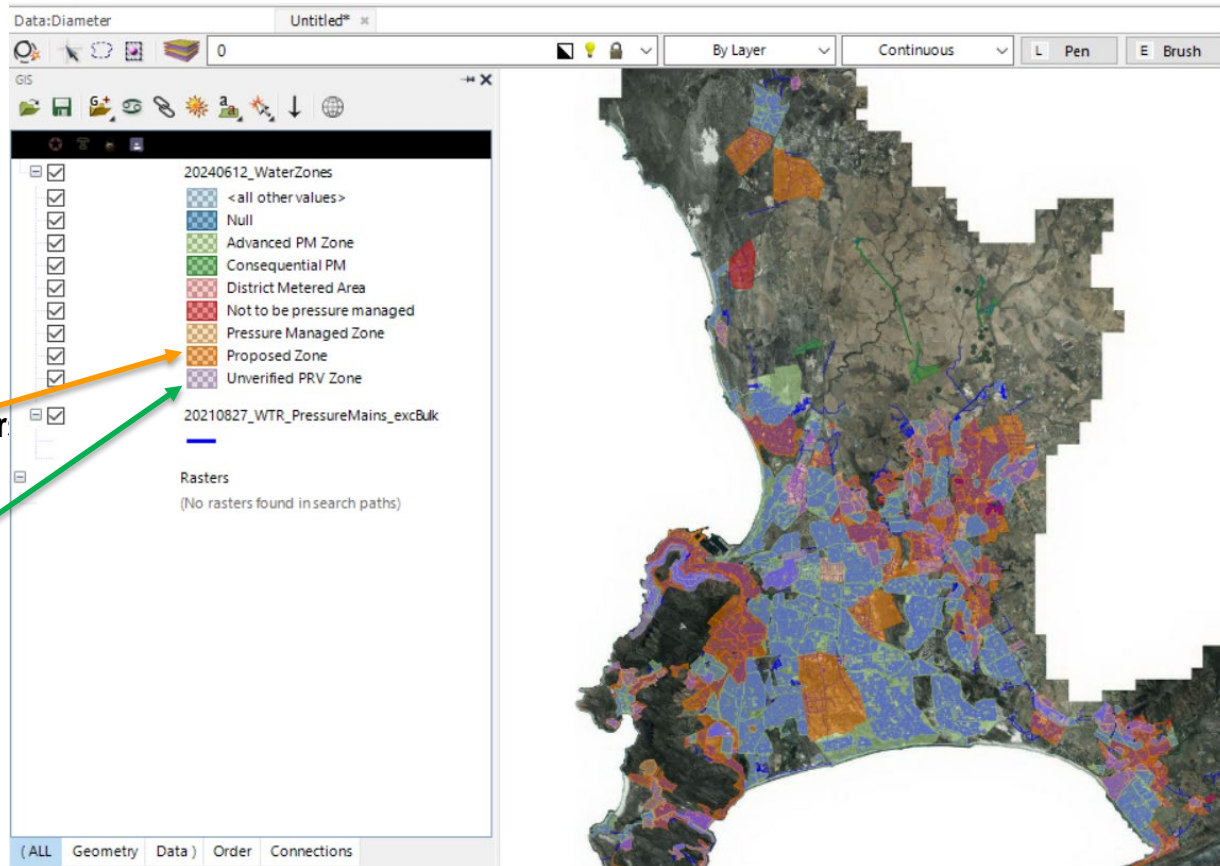 Data:Diameter
Untitled*
0
By Layer
Continuous
L Pen
E Brush
GIS
20240612_WaterZones
<all other values>
Null
Advanced PM Zone
Consequential PM
District Metered Area
Not to be pressure managed
Pressure Managed Zone
Proposed Zone
Unverified PRV Zone
20210827_WTR_PressureMains_excBulk
Rasters
(No rasters found in search paths)
(ALL Geometry Data) Order Connections